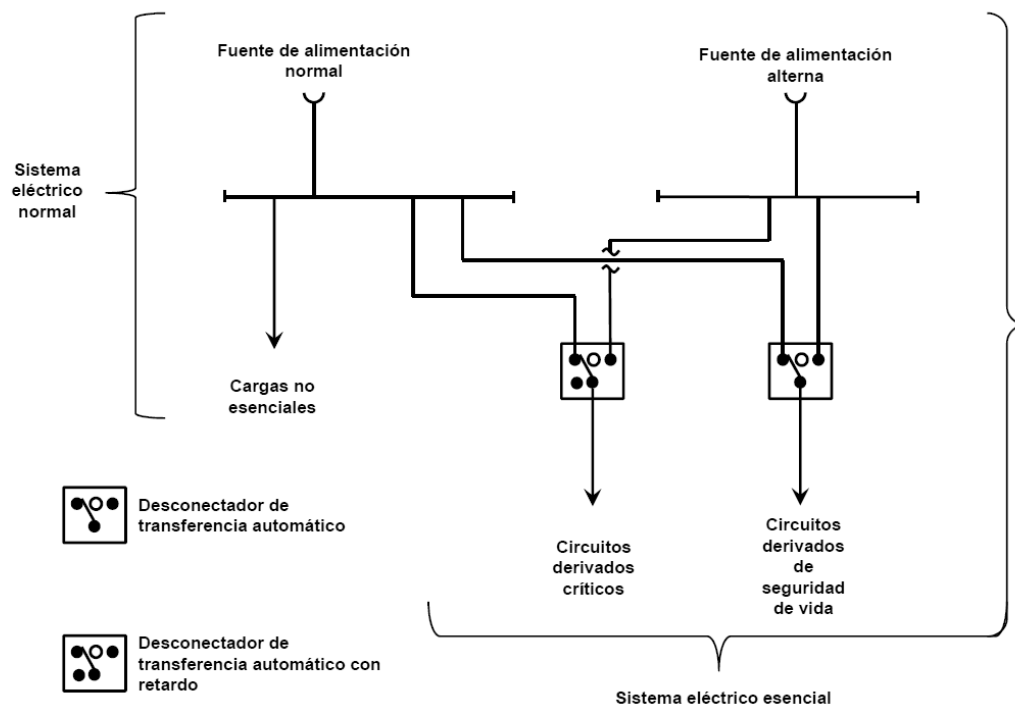 Fuente de alimentación
normal
Fuente de alimentación
alterna
Sistema
eléctrico
normal
Cargas no
esenciales
Desconectador de
transferencia automático
Circuitos
derivados
críticos
Circuitos
derivados
de
seguridad
de vida
Desconectador de
transferencia automático con
retardo
Sistema eléctrico esencial